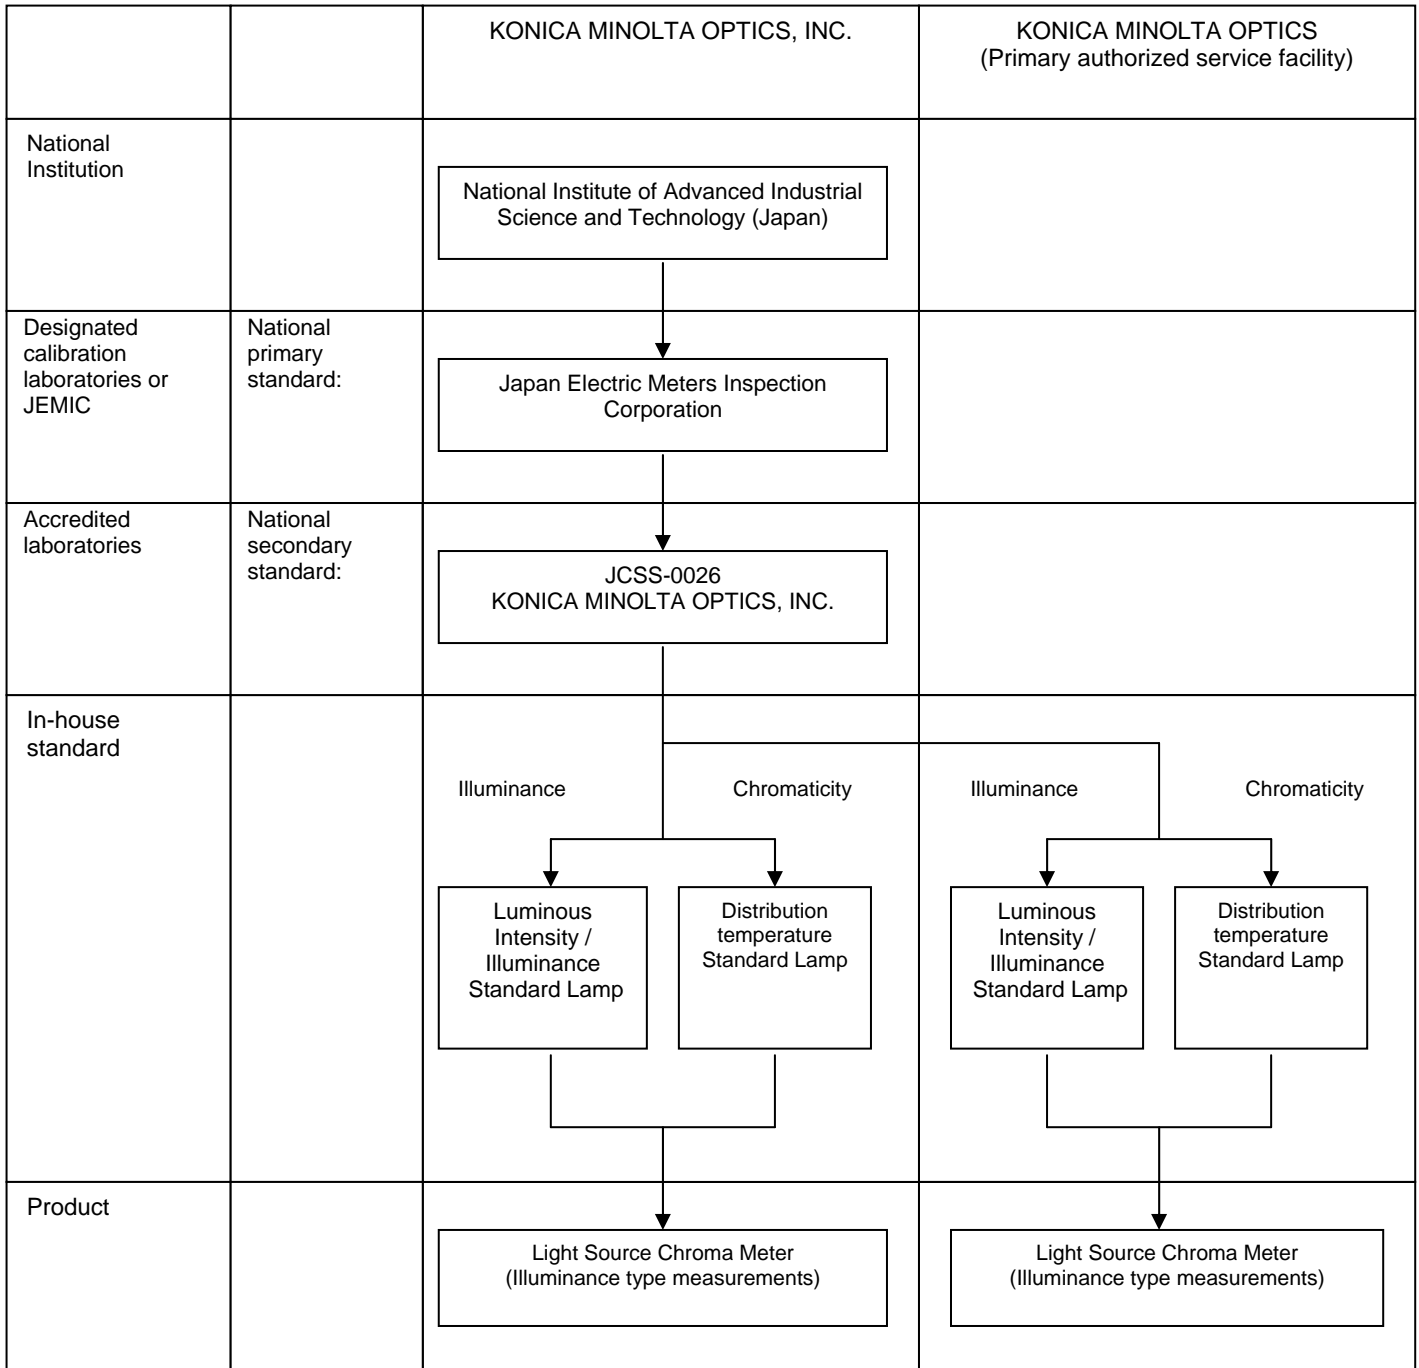 KONICA MINOLTA OPTICS, INC.
KONICA MINOLTA OPTICS
(Primary authorized service facility)
National
Institution
National Institute of Advanced Industrial
Science and Technology (Japan)
Designated
calibration
laboratories or
JEMIC
National
primary
standard:
Japan Electric Meters Inspection
Corporation
Accredited
laboratories
National
secondary
standard:
JCSS-0026
KONICA MINOLTA OPTICS, INC.
In-house
standard
Illuminance
Chromaticity
Illuminance
Chromaticity
Luminous
Intensity /
Illuminance
Standard Lamp
Distribution
temperature
Standard Lamp
Luminous
Intensity /
Illuminance
Standard Lamp
Distribution
temperature
Standard Lamp
Product
Light Source Chroma Meter
(Illuminance type measurements)
Light Source Chroma Meter
(Illuminance type measurements)